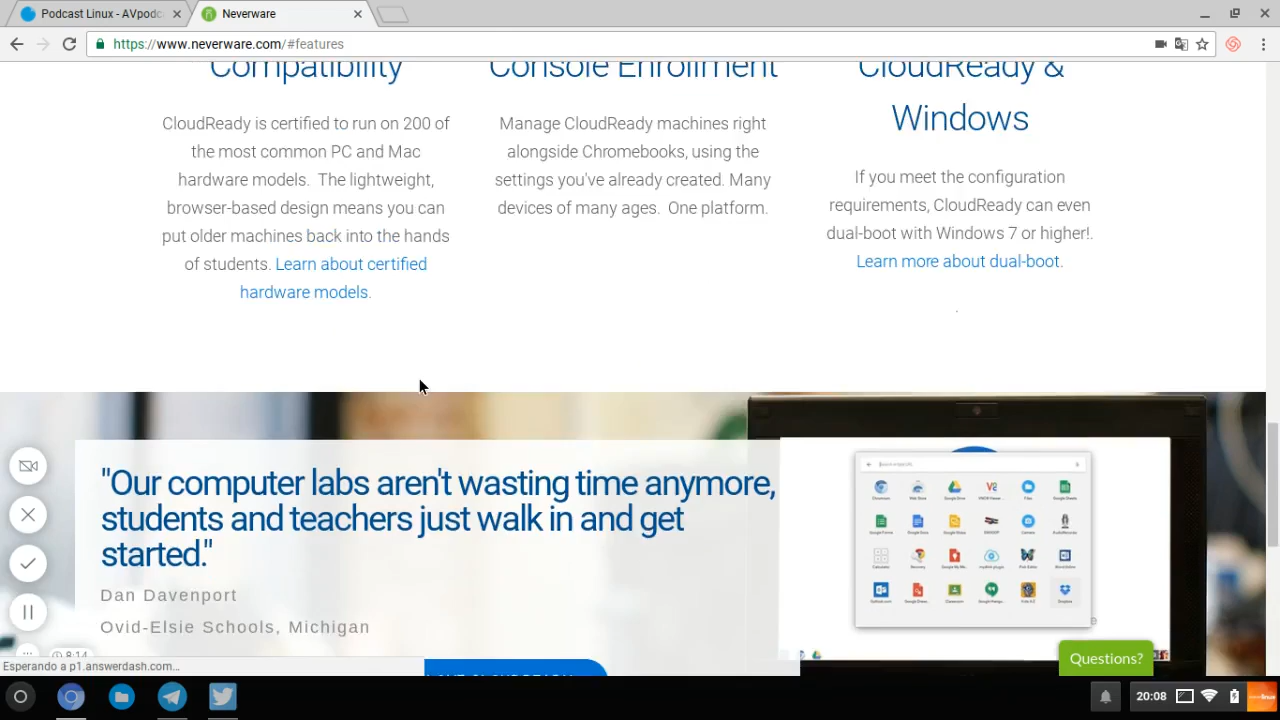 Podcast Linux - AVpodc
Neverware
https://www.neverware.com/#features
Compatibility
CloudReady is certified to run on 200 of
the most common PC and Mac
hardware models. The lightweight,
browser-based design means you can
put older machines back into the hands
of students. Learn about certified
hardware models.
Console Enrollment
Manage CloudReady machines right
alongside Chromebooks, using the
settings you've already created. Many
devices of many ages. One platform.
CloudReady &
Windows
If you meet the configuration
requirements, CloudReady can even
dual-boot with Windows 7 or higher!.
Learn more about dual-boot.
.
"Our computer labs aren't wasting time anymore,
students and teachers just walk in and get
started."
Dan Davenport
Ovid-Elsie Schools, Michigan
8:14
Esperando a p1.answerdash.com...
Questions?
20:08